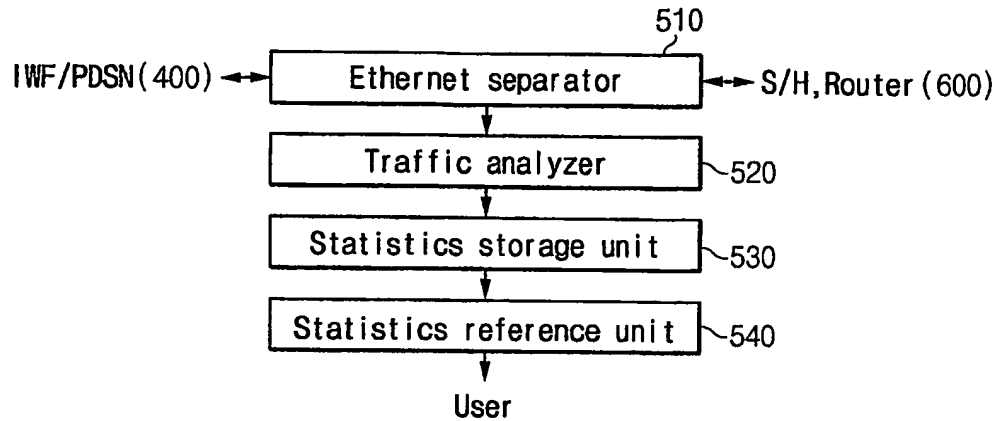 510
IWF/PDSN(400)
Ethernet separator
S/H,Router(600)
Traffic analyzer
520
Statistics storage unit
530
Statistics reference unit
540
User